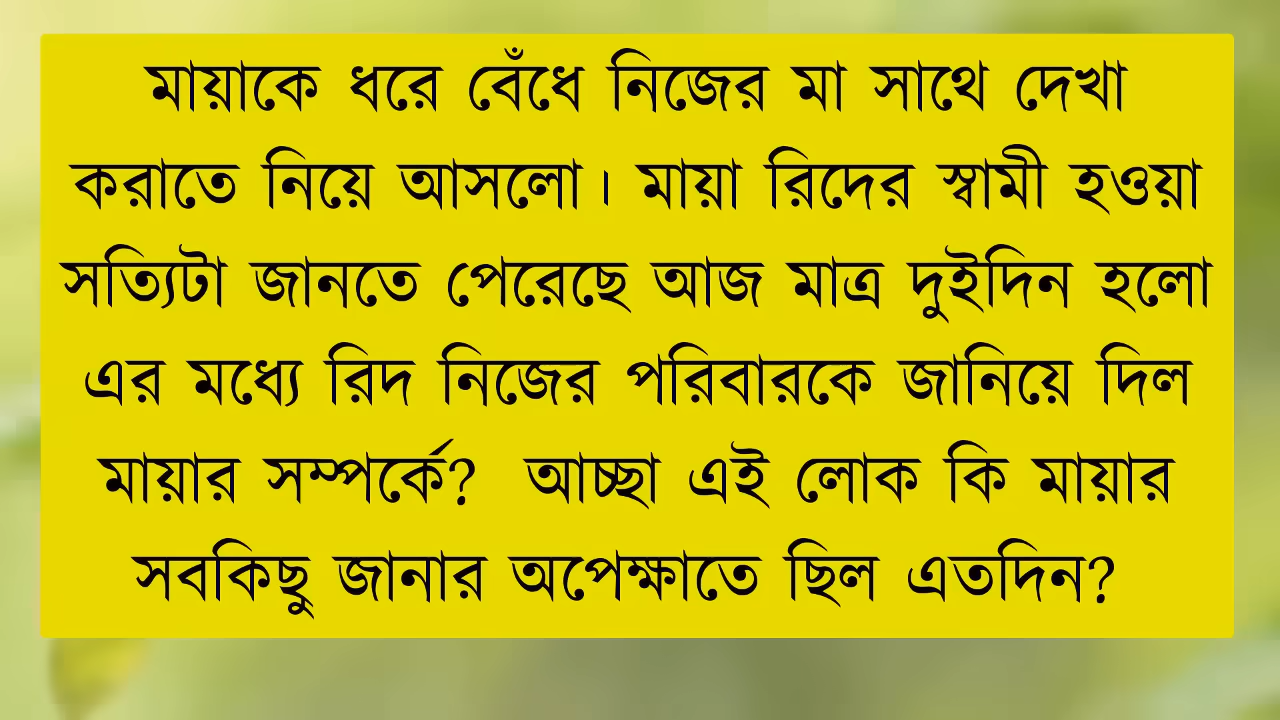 মায়াকে ধরে বেঁধে নিজের মা সাথে দেখা
করাতে নিয়ে আসলো। মায়া রিদের স্বামী হওয়া
সত্যিটা জানতে পেরেছে আজ মাত্র দুইদিন হলো
এর মধ্যে রিদ নিজের পরিবারকে জানিয়ে দিল
মায়ার সম্পর্কে? আচ্ছা এই লোক কি মায়ার
সবকিছু জানার অপেক্ষাতে ছিল এতদিন?